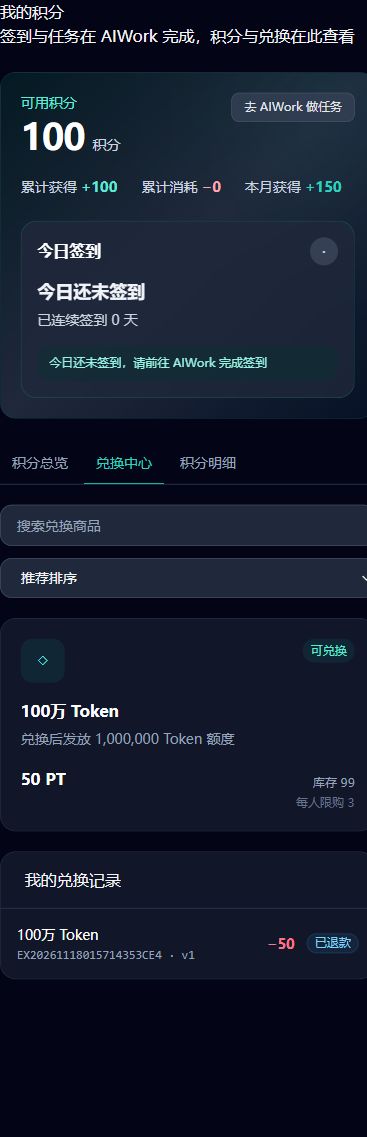 我的积分
签到与任务在 AIWork 完成，积分与兑换在此查看
可用积分
去 AIWork 做任务
100 积分
累计获得 +100 累计消耗 −0 本月获得 +150
今日签到
今日还未签到
已连续签到 0 天
今日还未签到，请前往 AIWork 完成签到
积分总览 兑换中心 积分明细
搜索兑换商品
推荐排序
可兑换
100万 Token
兑换后发放 1,000,000 Token 额度
50 PT
库存 99
每人限购 3
我的兑换记录
100万 Token
EX20261118015714353CE4 · v1
−50 已退款